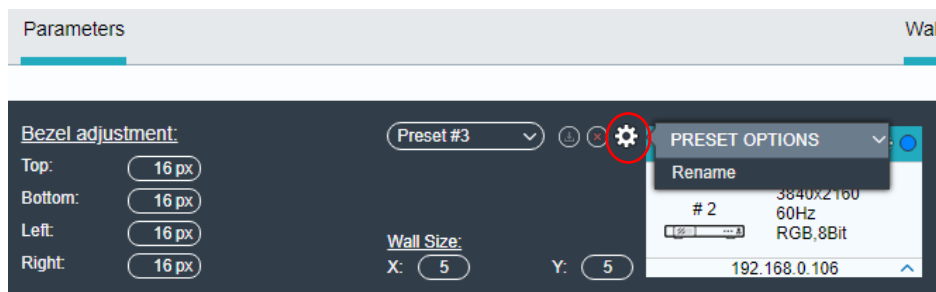 Parameters
Wal
Bezel adjustment:
Preset #3
PRESET OPTIONS
Rename
Top:
16 px
Bottom:
16 px
Left:
16 px
Right:
16 px
Wall Size:
X:
5
Y:
5
# 2
3840x2160
60Hz
RGB,8Bit
192.168.0.106